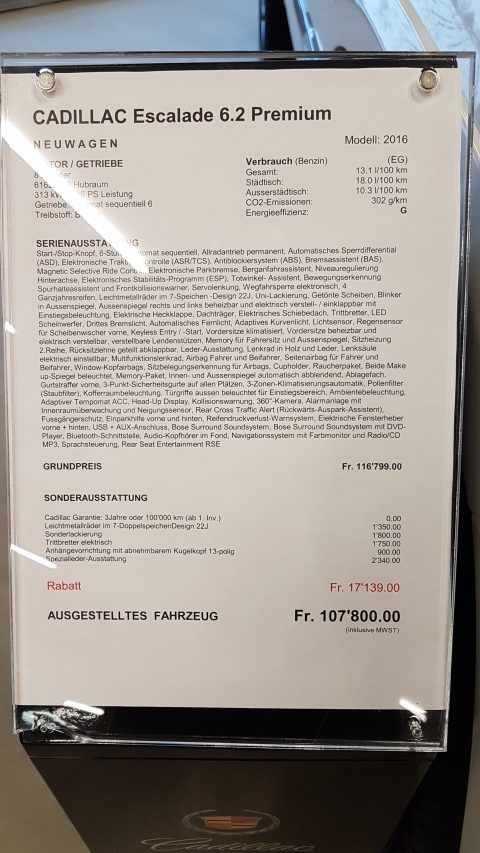 CADILLAC Escalade 6.2 Premium
NEUWAGEN
Modell: 2016
/ GETRIEBE
Verbrauch (Benzin) (EG)
Gesamt: 13.1 l/100 km
Hubraum
Städtisch: 18.0 l/100 km
313 PS Leistung
Ausserstädtisch: 10.3 l/100 km
Getriebe: sequentiell 6
CO2-Emissionen: 302 g/km
Treibstoff:
Energieeffizienz: G
SERIENAUSSTATTUNG
Start-/Stop-Knopf, 6-Stufen Automat sequentiell, Allradantrieb permanent, Automatisches Sperrdifferential
(ASD), Elektronische Traktionskontrolle (ASR/TCS), Antiblockiersystem (ABS), Bremsassistent (BAS),
Magnetic Selective Ride Control, Elektronische Parkbremse, Berganfahrassistent, Niveauregulierung
Hinterachse, Elektronisches Stabilitäts-Programm (ESP), Totwinkel- Assistent, Bewegungserkennung
Spurhalteassistent und Frontkollisionswarner, Servolenkung, Wegfahrsperre elektronisch, 4
Ganzjahresreifen, Leichtmetallräder im 7-Speichen -Design 22J, Uni-Lackierung, Getönte Scheiben, Blinker
in Aussenspiegel, Aussenspiegel rechts und links beheizbar und elektrisch verstell- / einklappbar mit
Einstiegsbeleuchtung, Elektrische Heckklappe, Dachträger, Elektrisches Schiebedach, Trittbretter, LED
Scheinwerfer, Drittes Bremslicht, Automatisches Fernlicht, Adaptives Kurvenlicht, Lichtsensor, Regensensor
für Scheibenwischer vorne, Keyless Entry / -Start, Vordersitze klimatisiert, Vordersitze beheizbar und
elektrisch verstellbar, verstellbare Lendenstützen, Memory für Fahrersitz und Aussenspiegel, Sitzheizung
2.Reihe, Rücksitzlehne geteilt abklappbar, Leder-Ausstattung, Lenkrad in Holz und Leder, Lenksäule
elektrisch einstellbar, Multifunktionslenkrad, Airbag Fahrer und Beifahrer, Seitenairbag für Fahrer und
Beifahrer, Window-Kopfairbags, Sitzbelegungserkennung für Airbags, Cupholder, Raucherpaket, Beide Make
up-Spiegel beleuchtet, Memory-Paket, Innen- und Aussenspiegel automatisch abblendend, Ablagefach,
Gurtstraffer vorne, 3-Punkt-Sicherheitsgurte auf allen Plätzen, 3-Zonen-Klimatisierungsautomatik, Pollenfilter
(Staubfilter), Kofferraumbeleuchtung, Türgriffe aussen beleuchtet für Einstiegsbereich, Ambientebeleuchtung,
Adaptiver Tempomat ACC, Head-Up Display, Kollisionswarnung, 360°-Kamera, Alarmanlage mit
Innenraumüberwachung und Neigungssensor, Rear Cross Traffic Alert (Rückwärts-Auspark-Assistent),
Fussgängerschutz, Einparkhilfe vorne und hinten, Reifendruckverlust-Warnsystem, Elektrische Fensterheber
vorne + hinten, USB + AUX-Anschluss, Bose Surround Soundsystem, Bose Surround Soundsystem mit DVD-
Player, Bluetooth-Schnittstelle, Audio-Kopfhörer im Fond, Navigationssystem mit Farbmonitor und Radio/CD
MP3, Sprachsteuerung, Rear Seat Entertainment RSE
GRUNDPREIS Fr. 116'799.00
SONDERAUSSTATTUNG
Cadillac Garantie: 3Jahre oder 100'000 km (ab 1. Inv.) 0.00
Leichtmetallräder im 7-DoppelspeichenDesign 22J 1'350.00
Sonderlackierung 1'800.00
Trittbretter elektrisch 1'750.00
Anhängevorrichtung mit abnehmbarem Kugelkopf 13-polig 900.00
Spezialleder-Ausstattung 2'340.00
Rabatt Fr. 17'139.00
AUSGESTELLTES FAHRZEUG Fr. 107'800.00
(inklusive MWST)
Cadillac